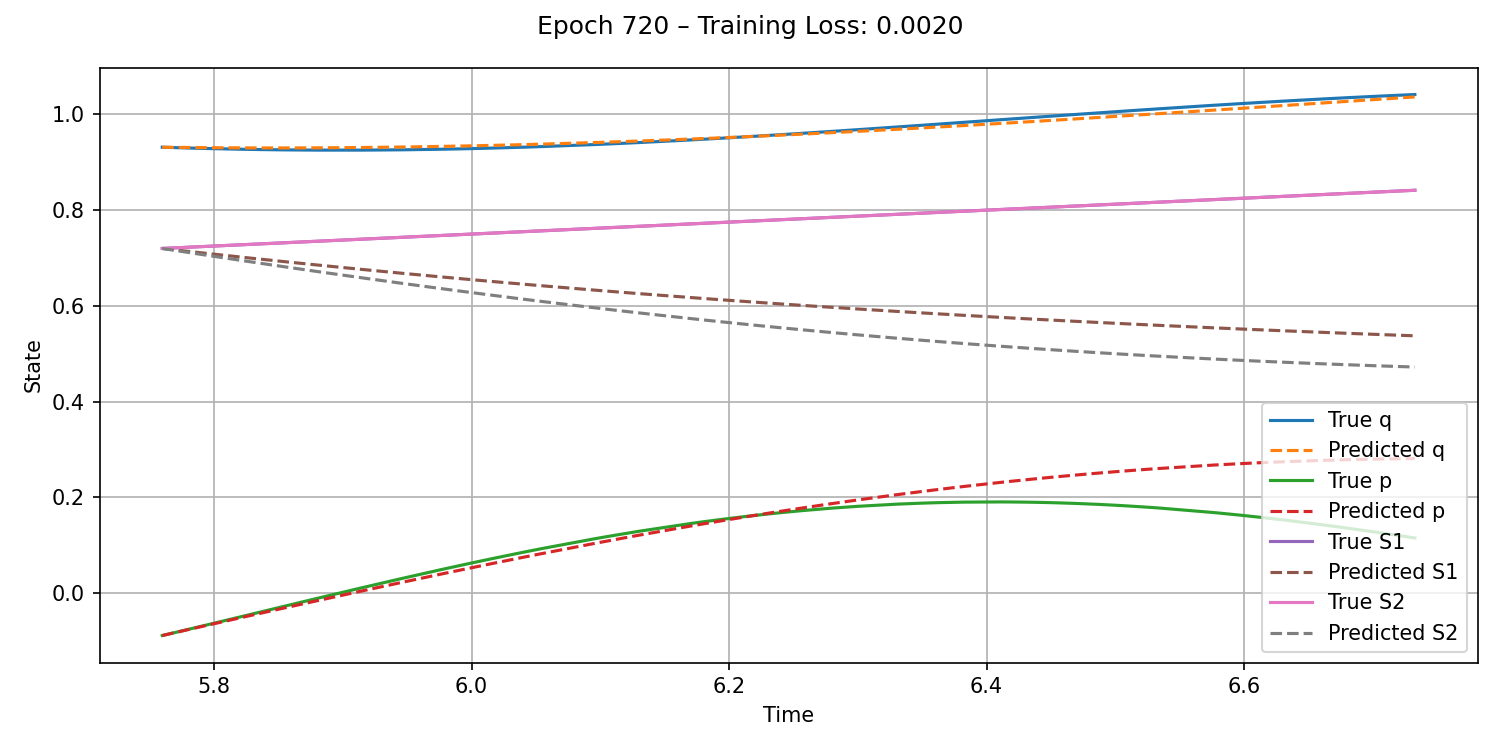 Epoch 720 – Training Loss: 0.0020
1.0
0.8
0.6
0.4
0.2
0.0
State
5.8 6.0 6.2 6.4 6.6
Time
True q
Predicted q
True p
Predicted p
True S1
Predicted S1
True S2
Predicted S2